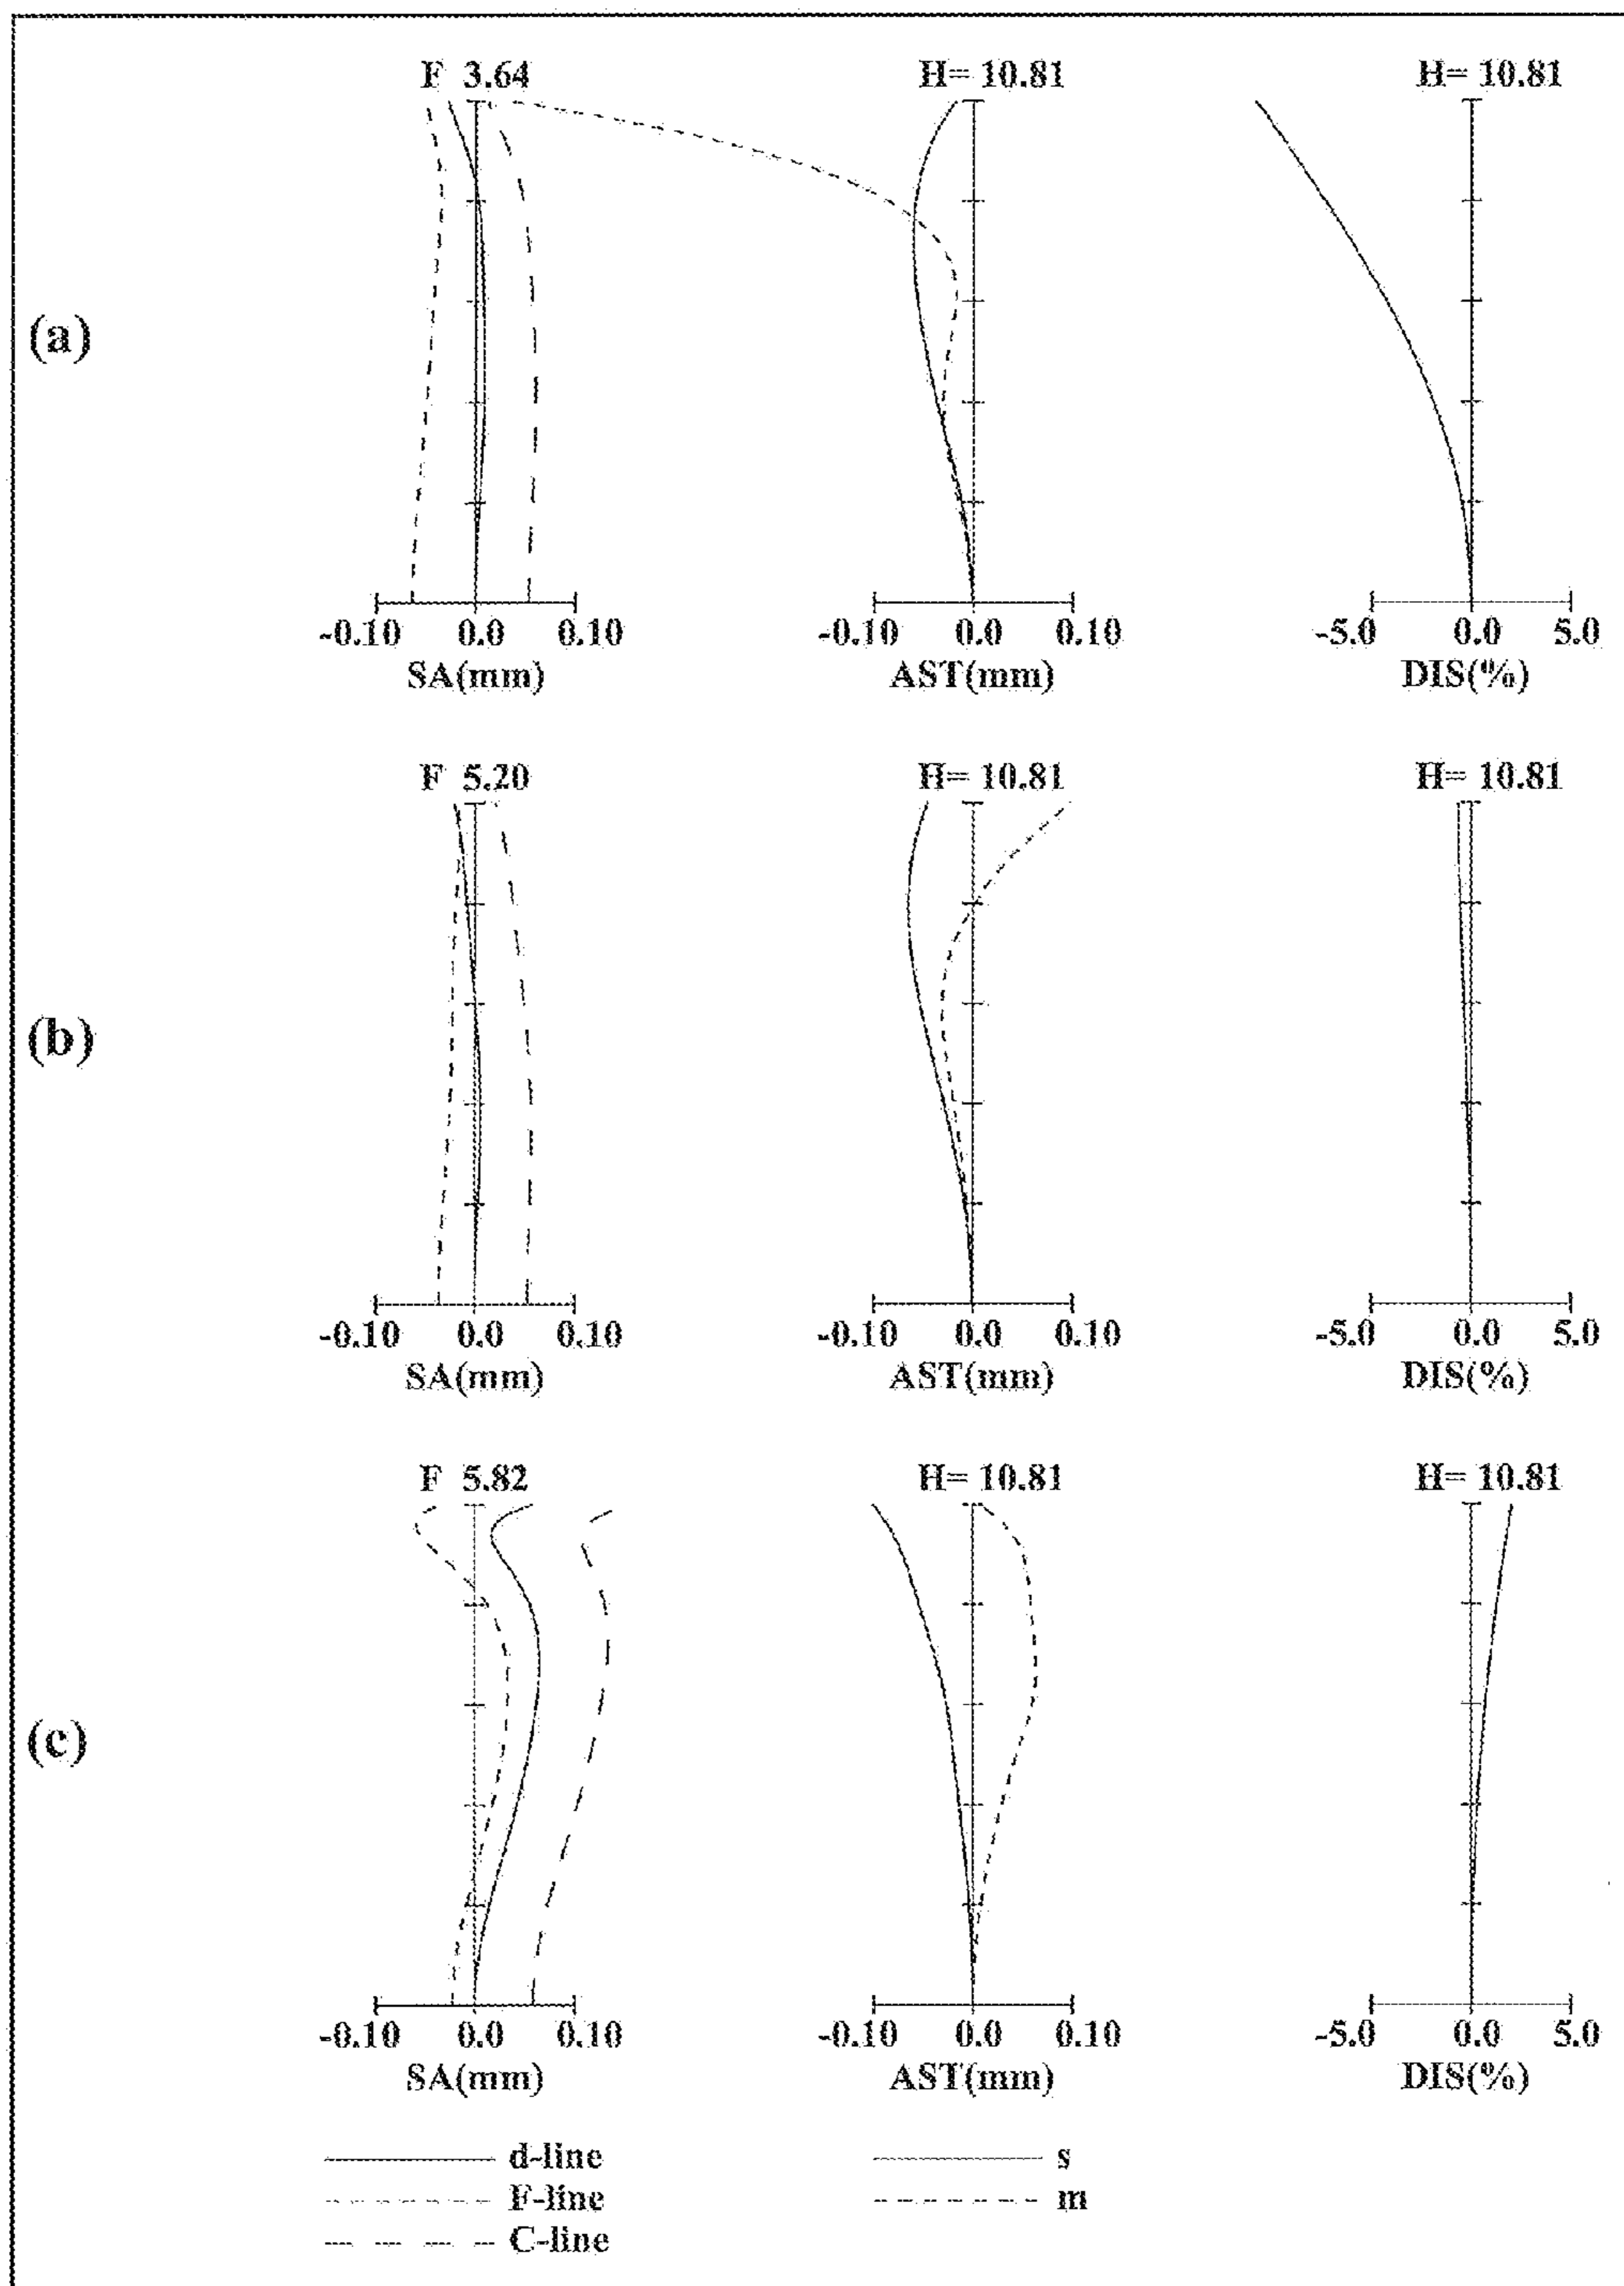 F 3.64 H= 10.81 H= 10.81
(a)
-0.10 0.0 0.10 -0.10 0.0 0.10 -5.0 0.0 5.0
SA(mm) AST(mm) DIS(%)
F 5.20 H= 10.81 H= 10.81
(b)
-0.10 0.0 0.10 -0.10 0.0 0.10 -5.0 0.0 5.0
SA(mm) AST(mm) DIS(%)
F 5.82 H= 10.81 H= 10.81
(c)
-0.10 0.0 0.10 -0.10 0.0 0.10 -5.0 0.0 5.0
SA(mm) AST(mm) DIS(%)
d-line s
F-line m
C-line